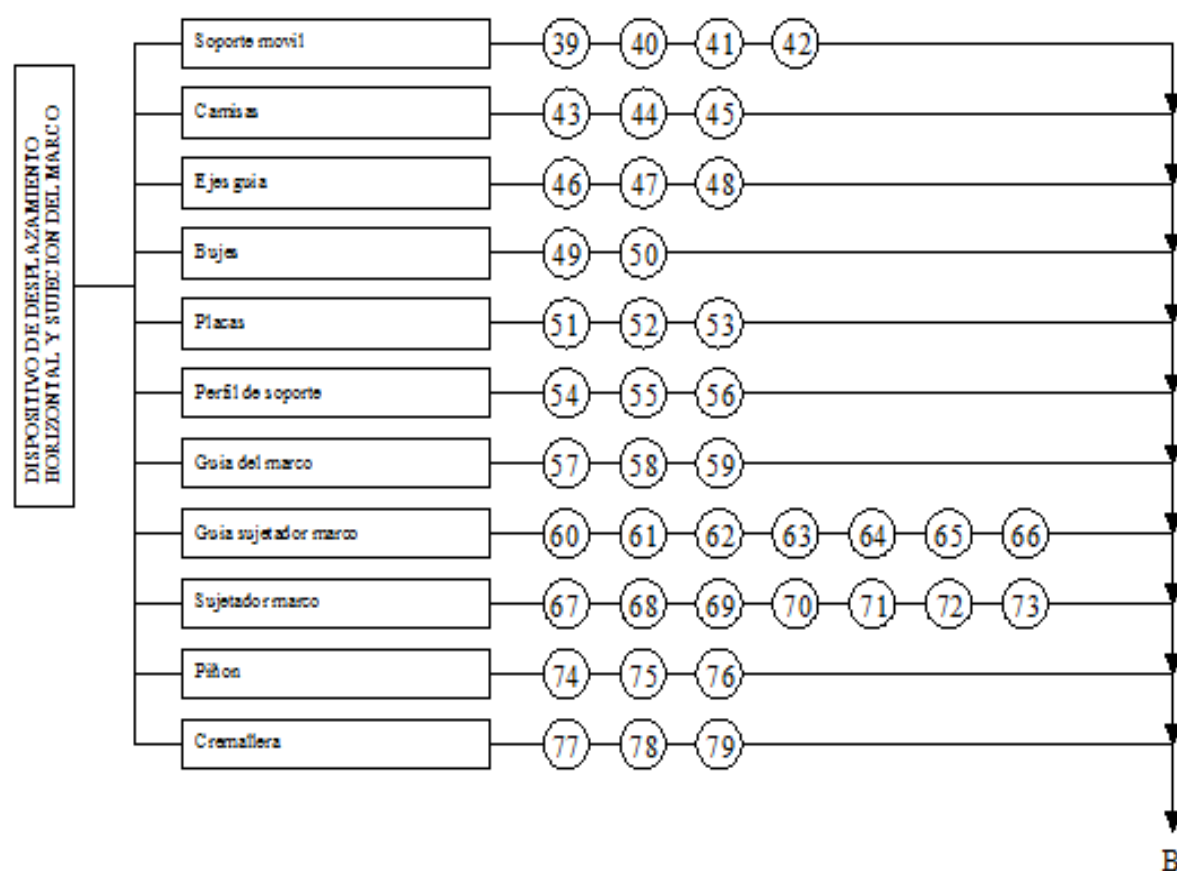 DISPOSITIVO DE DESPLAZAMIENTO
HORIZONTAL Y SUJECION DEL MARCO
Soporte movil 39 40 41 42
Camisas 43 44 45
Ejes guia 46 47 48
Bujes 49 50
Placas 51 52 53
Perfil de soporte 54 55 56
Guia del marco 57 58 59
Guia sujetador marco 60 61 62 63 64 65 66
Sujetador marco 67 68 69 70 71 72 73
Piñon 74 75 76
Cremallera 77 78 79
B